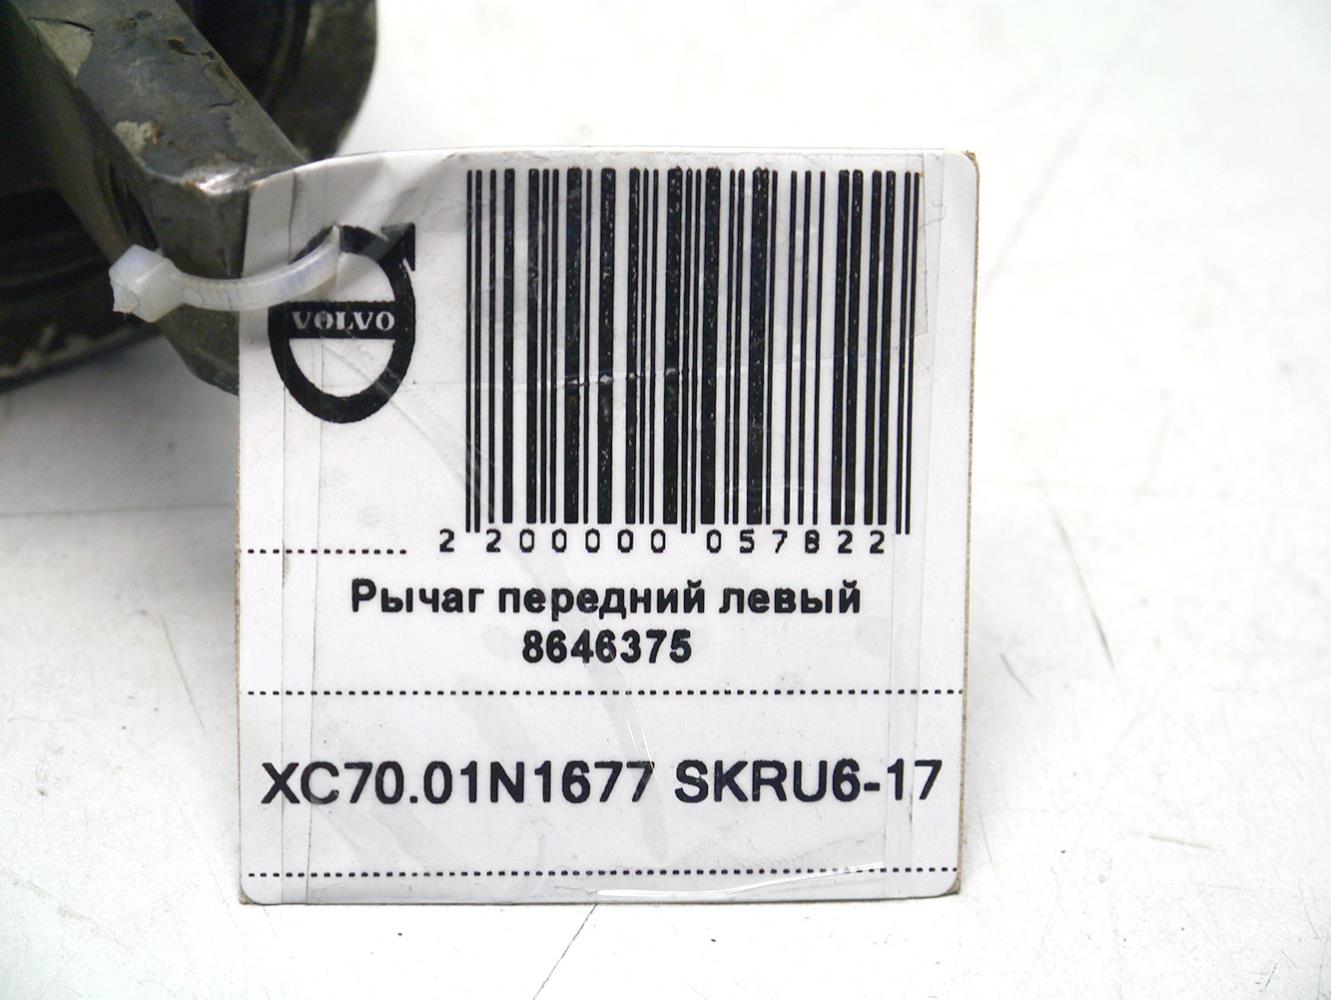 VOLVO
2 200000 057822
Рычаг передний левый
8646375
XC70.01N1677 SKRU6-17